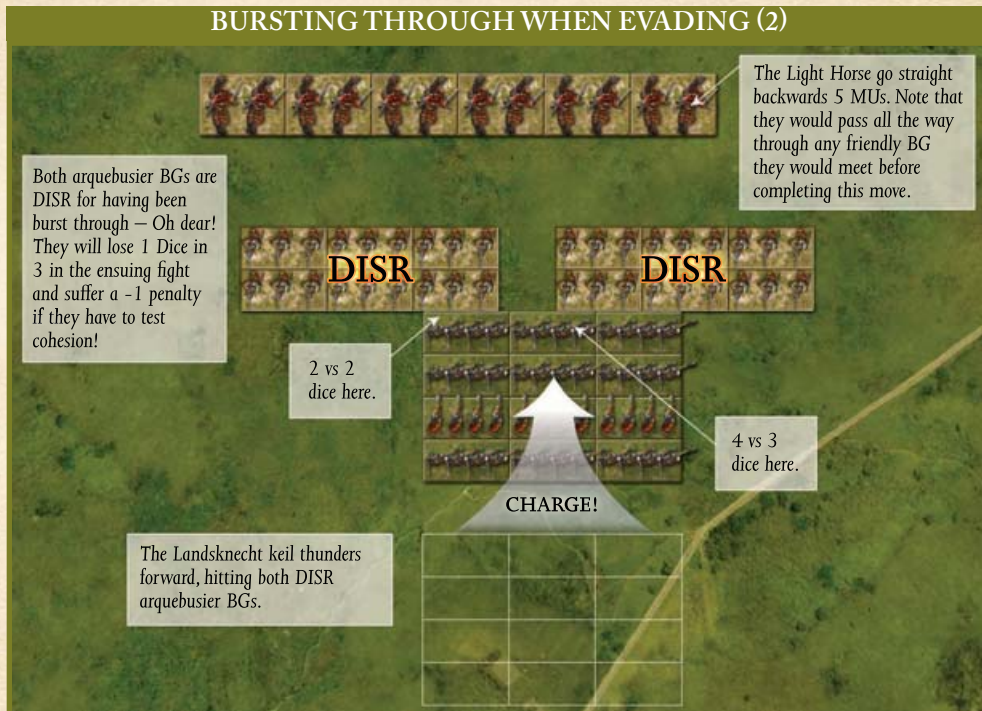 BURSTING THROUGH WHEN EVADING (2)
The Light Horse go straight
backwards 5 MUs. Note that
they would pass all the way
through any friendly BG
they would meet before
completing this move.
Both arquebusier BGs are
DISR for having been
burst through – Oh dear!
They will lose 1 Dice in
3 in the ensuing fight
and suffer a -1 penalty
if they have to test
cohesion!
DISR
DISR
2 vs 2
dice here.
4 vs 3
dice here.
CHARGE!
The Landsknecht keil thunders
forward, hitting both DISR
arquebusier BGs.